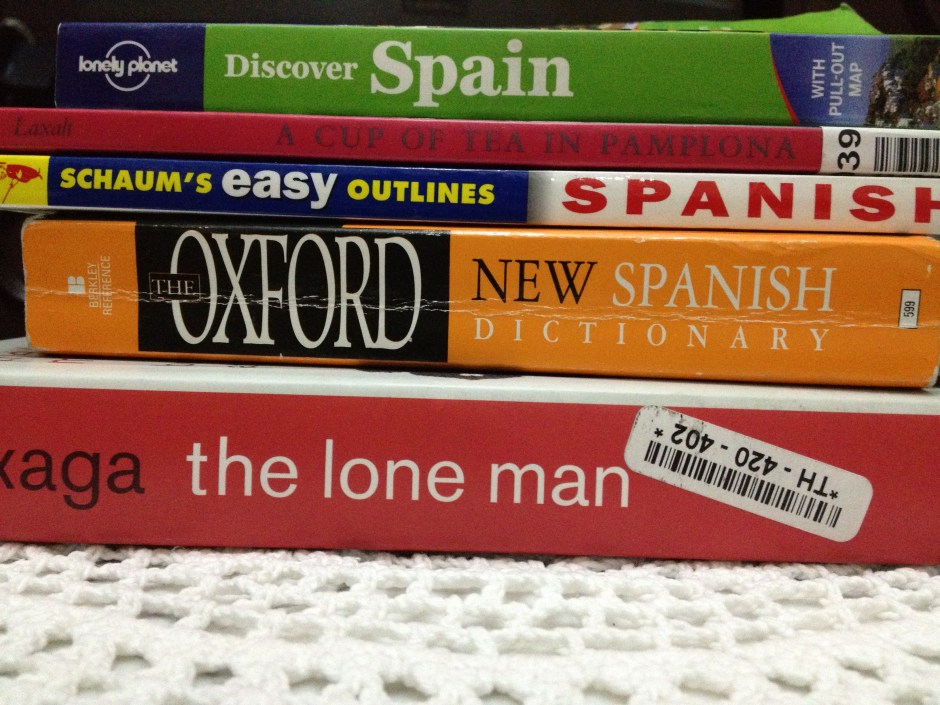 lonely planet Discover Spain WITH PULL-OUT MAP
Laxalt A CUP OF TEA IN PAMPLONA 39
SCHAUM'S easy OUTLINES SPANISH
BERKLEY REFERENCE THE OXFORD NEW SPANISH DICTIONARY 599
xaga the lone man *TH - 420 - 402 *